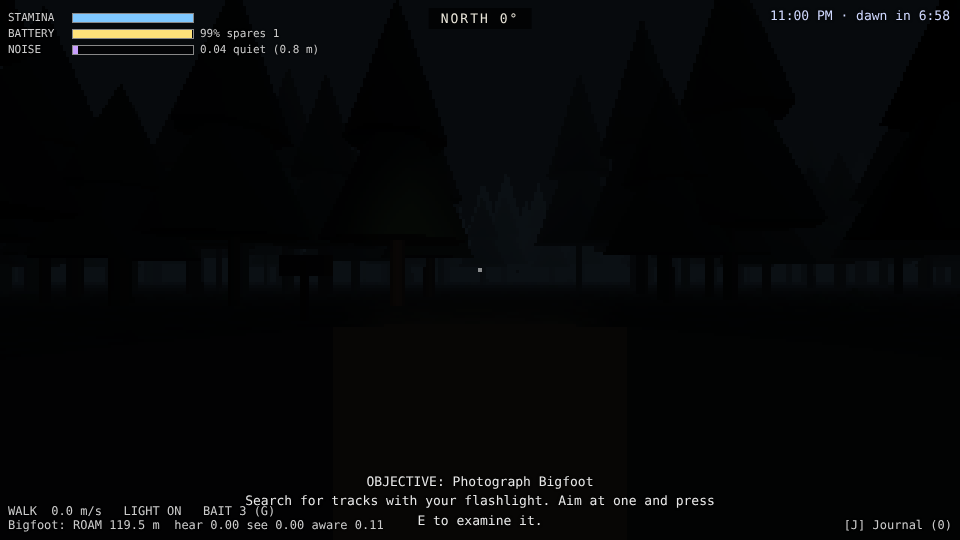 STAMINA
BATTERY 99% spares 1
NOISE 0.04 quiet (0.8 m)
NORTH 0°
11:00 PM · dawn in 6:58
OBJECTIVE: Photograph Bigfoot
Search for tracks with your flashlight. Aim at one and press
E to examine it.
WALK 0.0 m/s LIGHT ON BAIT 3 (G)
Bigfoot: ROAM 119.5 m hear 0.00 see 0.00 aware 0.11
[J] Journal (0)